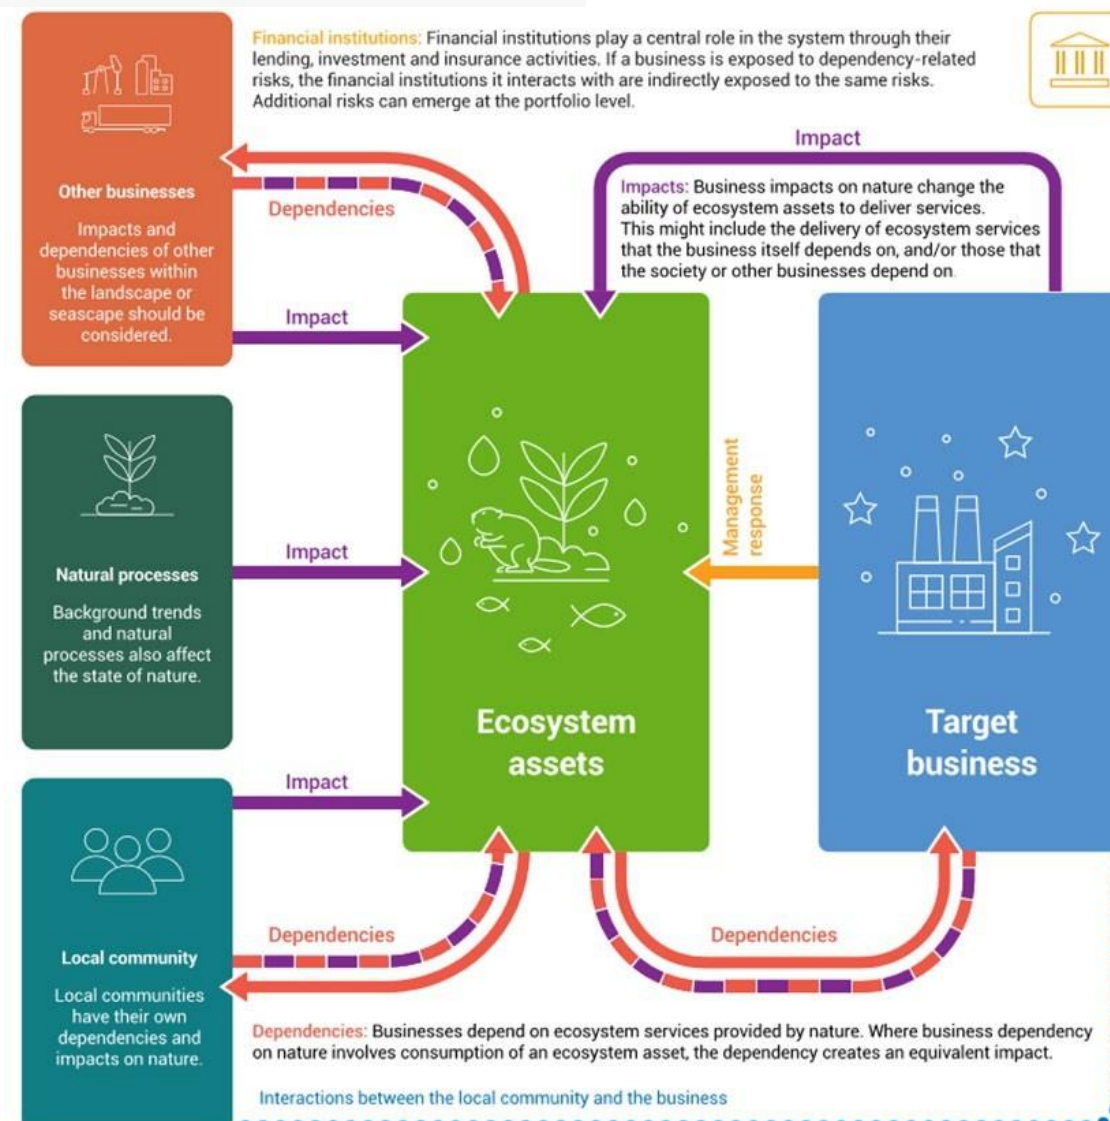 Financial institutions: Financial institutions play a central role in the system through their
lending, investment and insurance activities. If a business is exposed to dependency-related
risks, the financial institutions it interacts with are indirectly exposed to the same risks.
Additional risks can emerge at the portfolio level.
Other businesses
Impacts and
dependencies of other
businesses within
the landscape or
seascape should be
considered.
Dependencies
Impact
Impact
Impacts: Business impacts on nature change the
ability of ecosystem assets to deliver services.
This might include the delivery of ecosystem services
that the business itself depends on, and/or those that
the society or other businesses depend on.
Natural processes
Background trends
and natural
processes also affect
the state of nature.
Impact
Ecosystem
assets
Management
response
Target
business
Local community
Local communities
have their own
dependencies and
impacts on nature.
Impact
Dependencies
Dependencies
Dependencies: Businesses depend on ecosystem services provided by nature. Where business dependency
on nature involves consumption of an ecosystem asset, the dependency creates an equivalent impact.
Interactions between the local community and the business